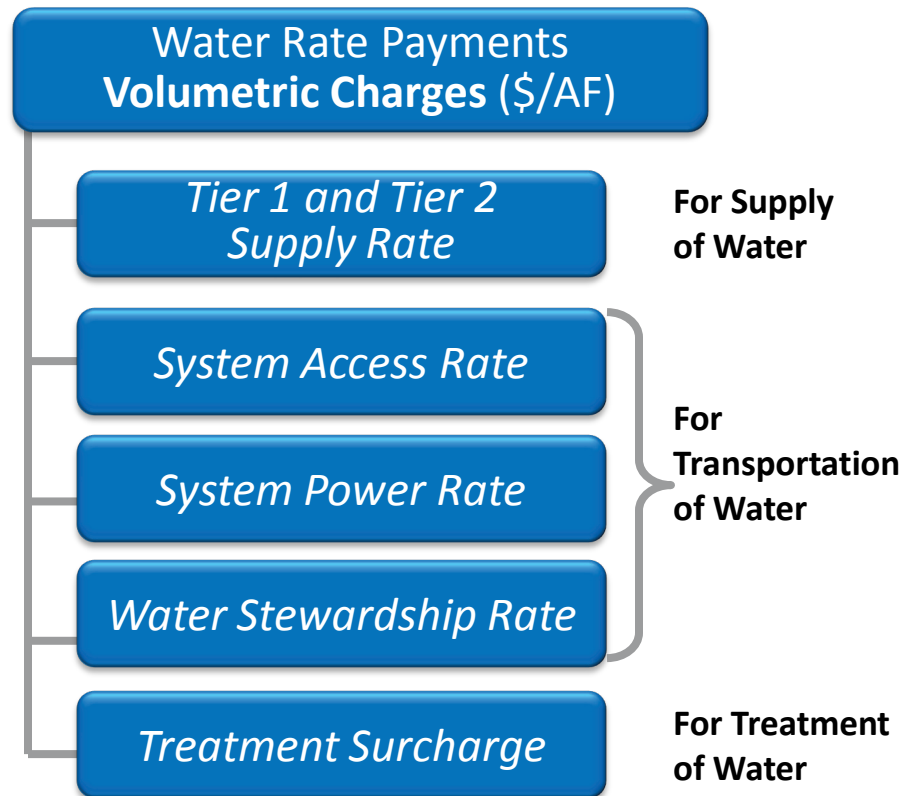 Water Rate Payments
Volumetric Charges ($/AF)
Tier 1 and Tier 2
Supply Rate
For Supply
of Water
System Access Rate
System Power Rate
Water Stewardship Rate
For
Transportation
of Water
Treatment Surcharge
For Treatment
of Water